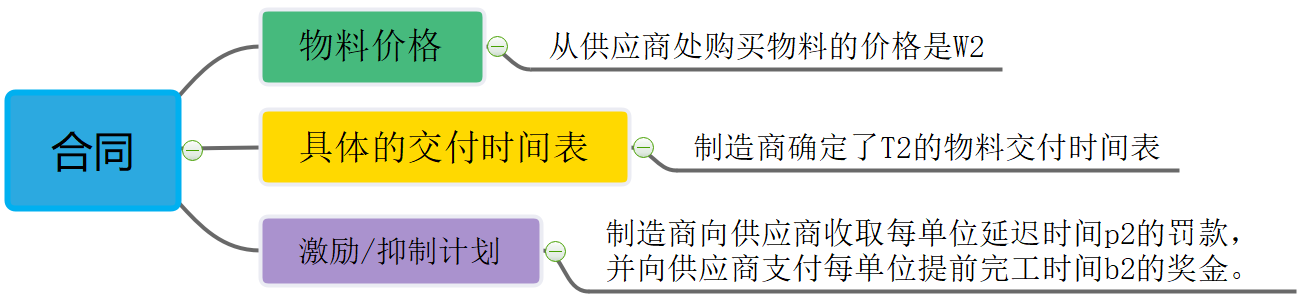 合同
物料价格
从供应商处购买物料的价格是W2
具体的交付时间表
制造商确定了T2的物料交付时间表
激励/抑制计划
制造商向供应商收取每单位延迟时间p2的罚款，
并向供应商支付每单位提前完工时间b2的奖金。